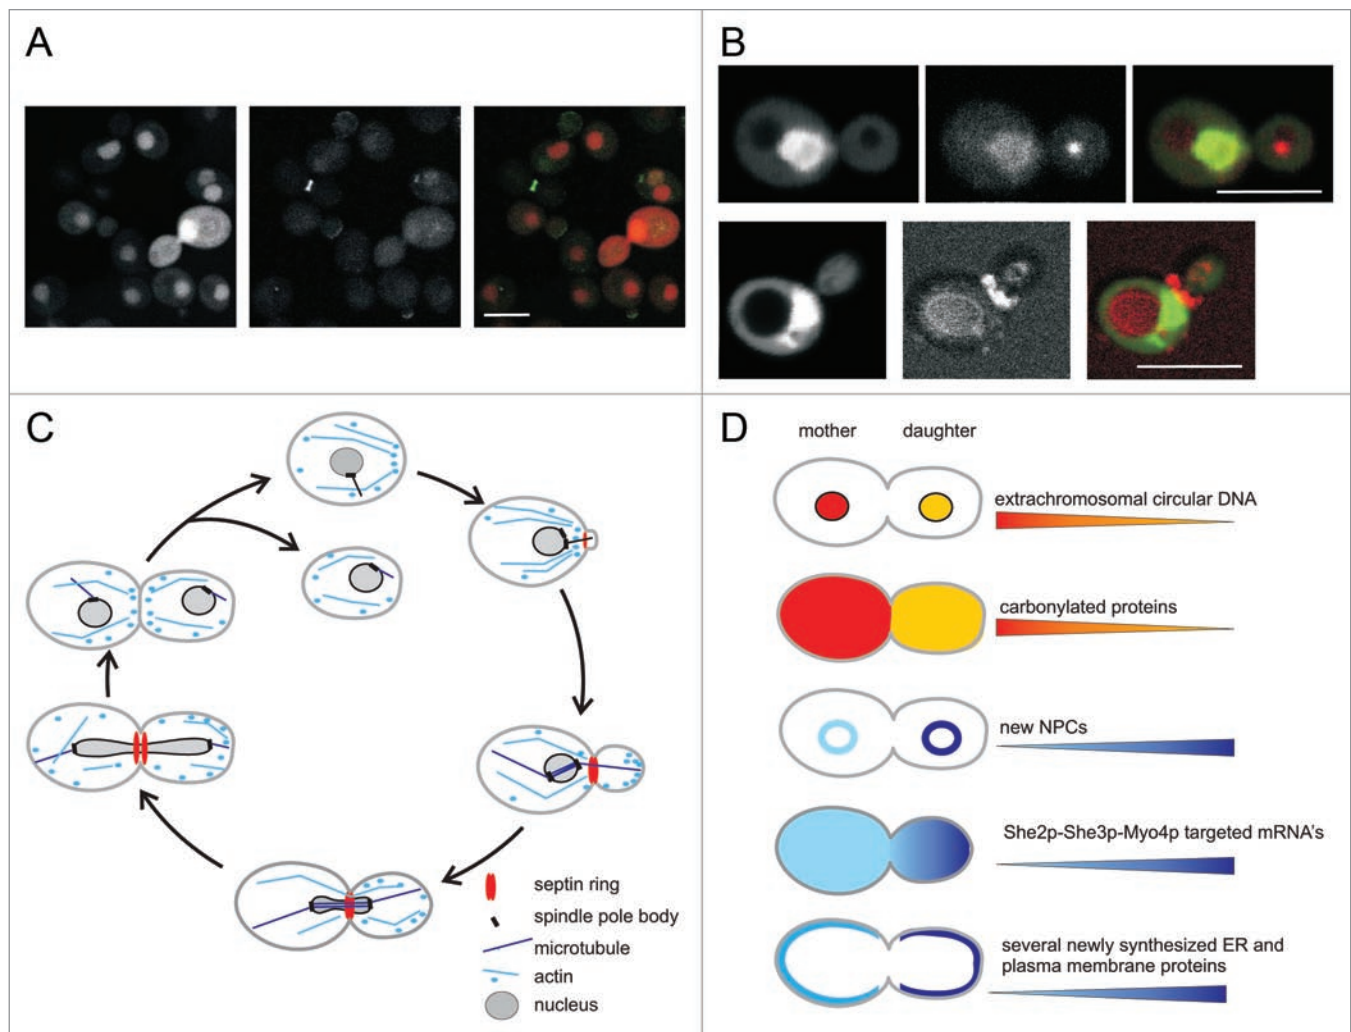 A
B
C
septin ring
spindle pole body
microtubule
actin
nucleus
D
mother daughter
extrachromosomal circular DNA
carbonylated proteins
new NPCs
She2p-She3p-Myo4p targeted mRNA's
several newly synthesized ER and
plasma membrane proteins